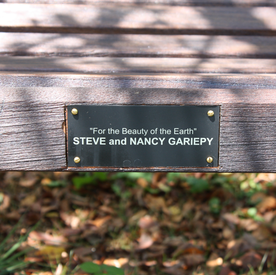 "For the Beauty of the Earth"
STEVE and NANCY GARIEPY